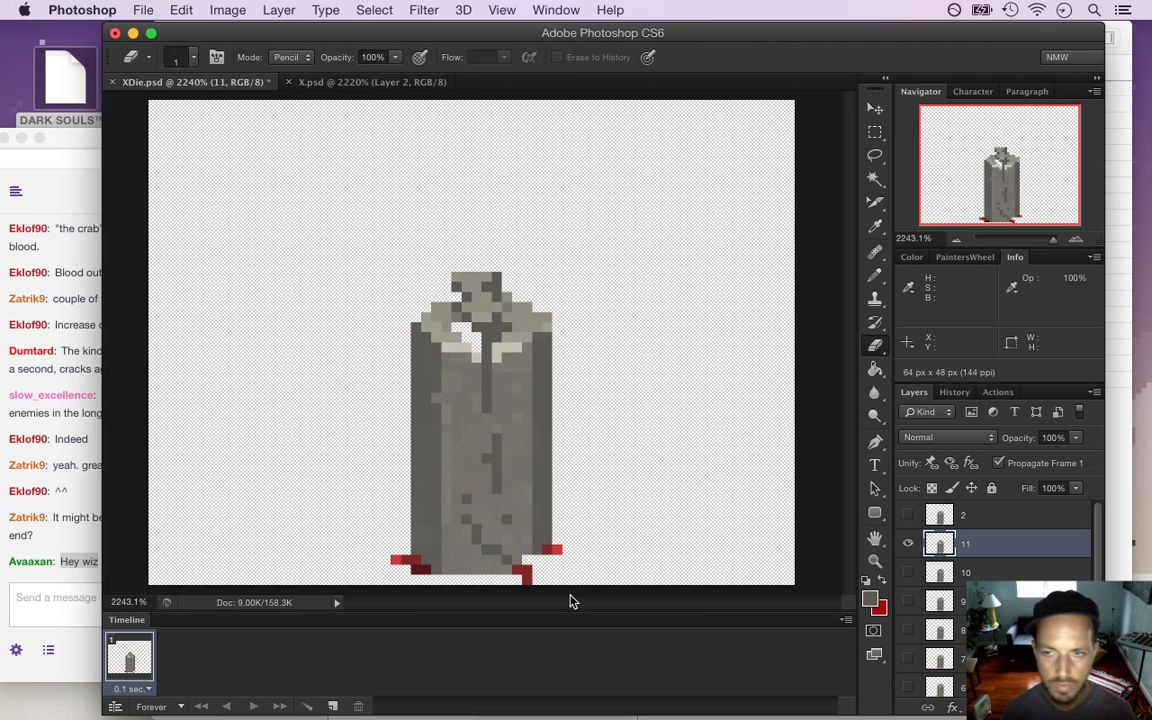 Photoshop File Edit Image Layer Type Select Filter 3D View Window Help
Adobe Photoshop CS6
1 Mode: Pencil Opacity: 100% Flow: Erase to History NMW
XDie.psd @ 2240% (11, RGB/8) * X.psd @ 2220% (Layer 2, RGB/8)
DARK SOULS™
Eklof90: "the crab"
blood.
Eklof90: Blood out
Zatrik9: couple of
Eklof90: Increase
Dumtard: The kind
a second, cracks
slow_excellence:
enemies in the long
Eklof90: Indeed
Zatrik9: yeah.
Eklof90: ^^
Zatrik9: It might be
end?
Avaaxan: Hey wiz
Send a message
Navigator Character Paragraph
2243.1%
Color PaintersWheel Info
H: Op: 100%
S:
B:
X: W:
Y: H:
64 px x 48 px (144 ppi)
Layers History Actions
Kind
Normal Opacity: 100%
Unify: Propagate Frame 1
Lock: Fill: 100%
2
11
10
9
8
7
6
2243.1% Doc: 9.00K/158.3K
Timeline
1
0.1 sec.
Forever